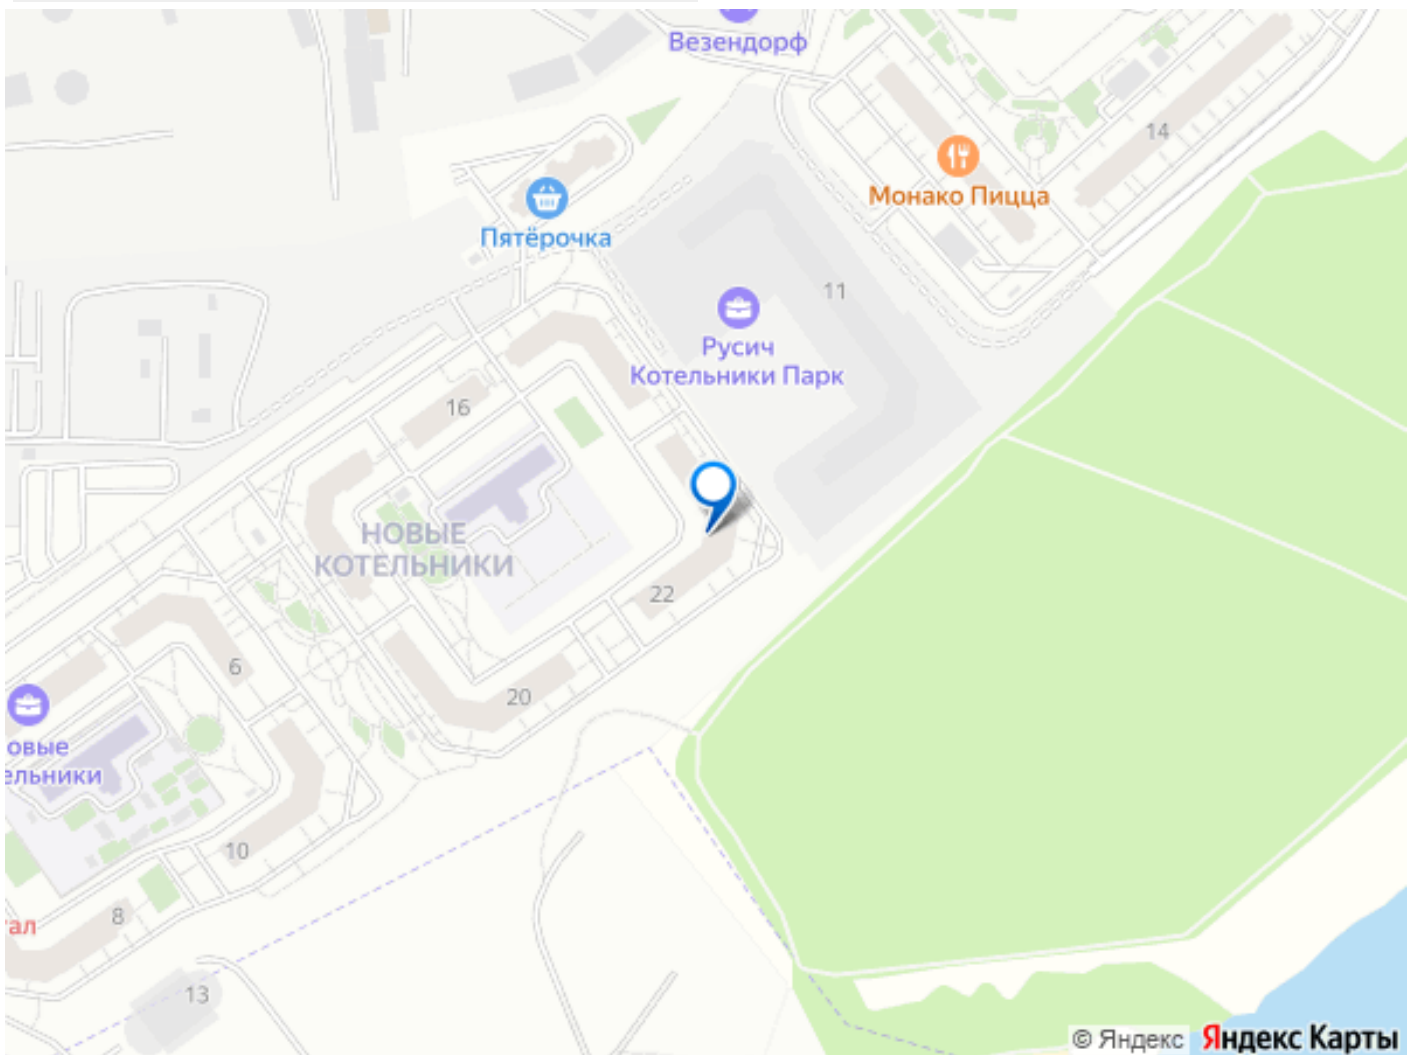 Везендорф
14
Монако Пицца
Пятёрочка
11
Русич
Котельники Парк
16
НОВЫЕ
КОТЕЛЬНИКИ
22
6
20
овые
ельники
10
8
ал
13
© Яндекс
Яндекс Карты